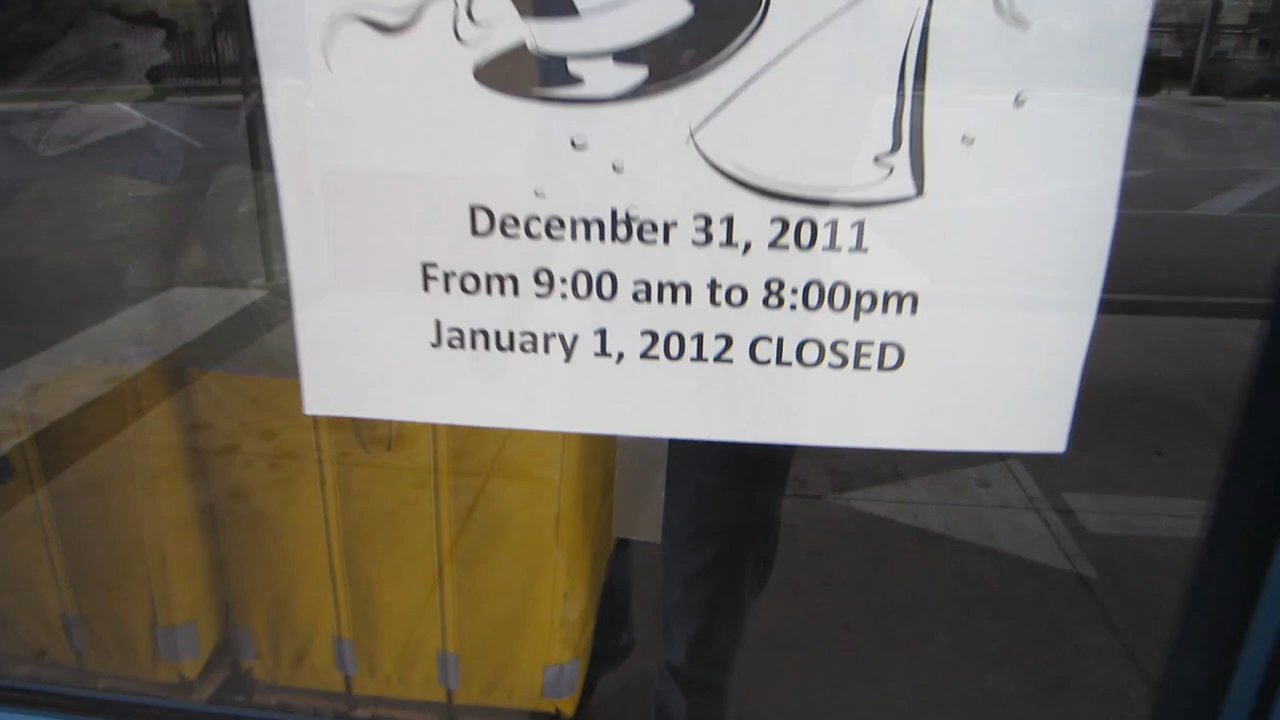 December 31, 2011
From 9:00 am to 8:00pm
January 1, 2012 CLOSED